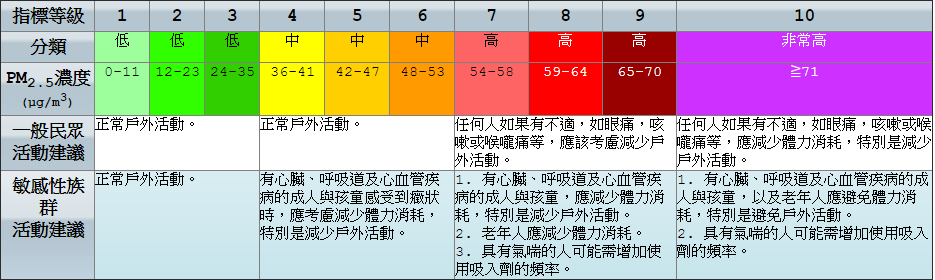 指標等級 1 2 3 4 5 6 7 8 9 10
分類 低 低 低 中 中 中 高 高 高 非常高
PM2.5濃度 0-11 12-23 24-35 36-41 42-47 48-53 54-58 59-64 65-70 ≧71
(μg/m3)
一般民眾
活動建議
正常戶外活動。
正常戶外活動。
任何人如果有不適，如眼痛，咳
嗽或喉嚨痛等，應該考慮減少戶
外活動。
任何人如果有不適，如眼痛，咳嗽或喉
嚨痛等，應減少體力消耗，特別是減少
戶外活動。
敏感性族
群
活動建議
正常戶外活動。
有心臟、呼吸道及心血管疾
病的成人與孩童感受到癥狀
時，應考慮減少體力消耗，
特別是減少戶外活動。
1. 有心臟、呼吸道及心血管疾
病的成人與孩童，應減少體力消
耗，特別是減少戶外活動。
2. 老年人應減少體力消耗。
3. 具有氣喘的人可能需增加使
用吸入劑的頻率。
1. 有心臟、呼吸道及心血管疾病的成
人與孩童，以及老年人應避免體力消
耗，特別是避免戶外活動。
2. 具有氣喘的人可能需增加使用吸入
劑的頻率。